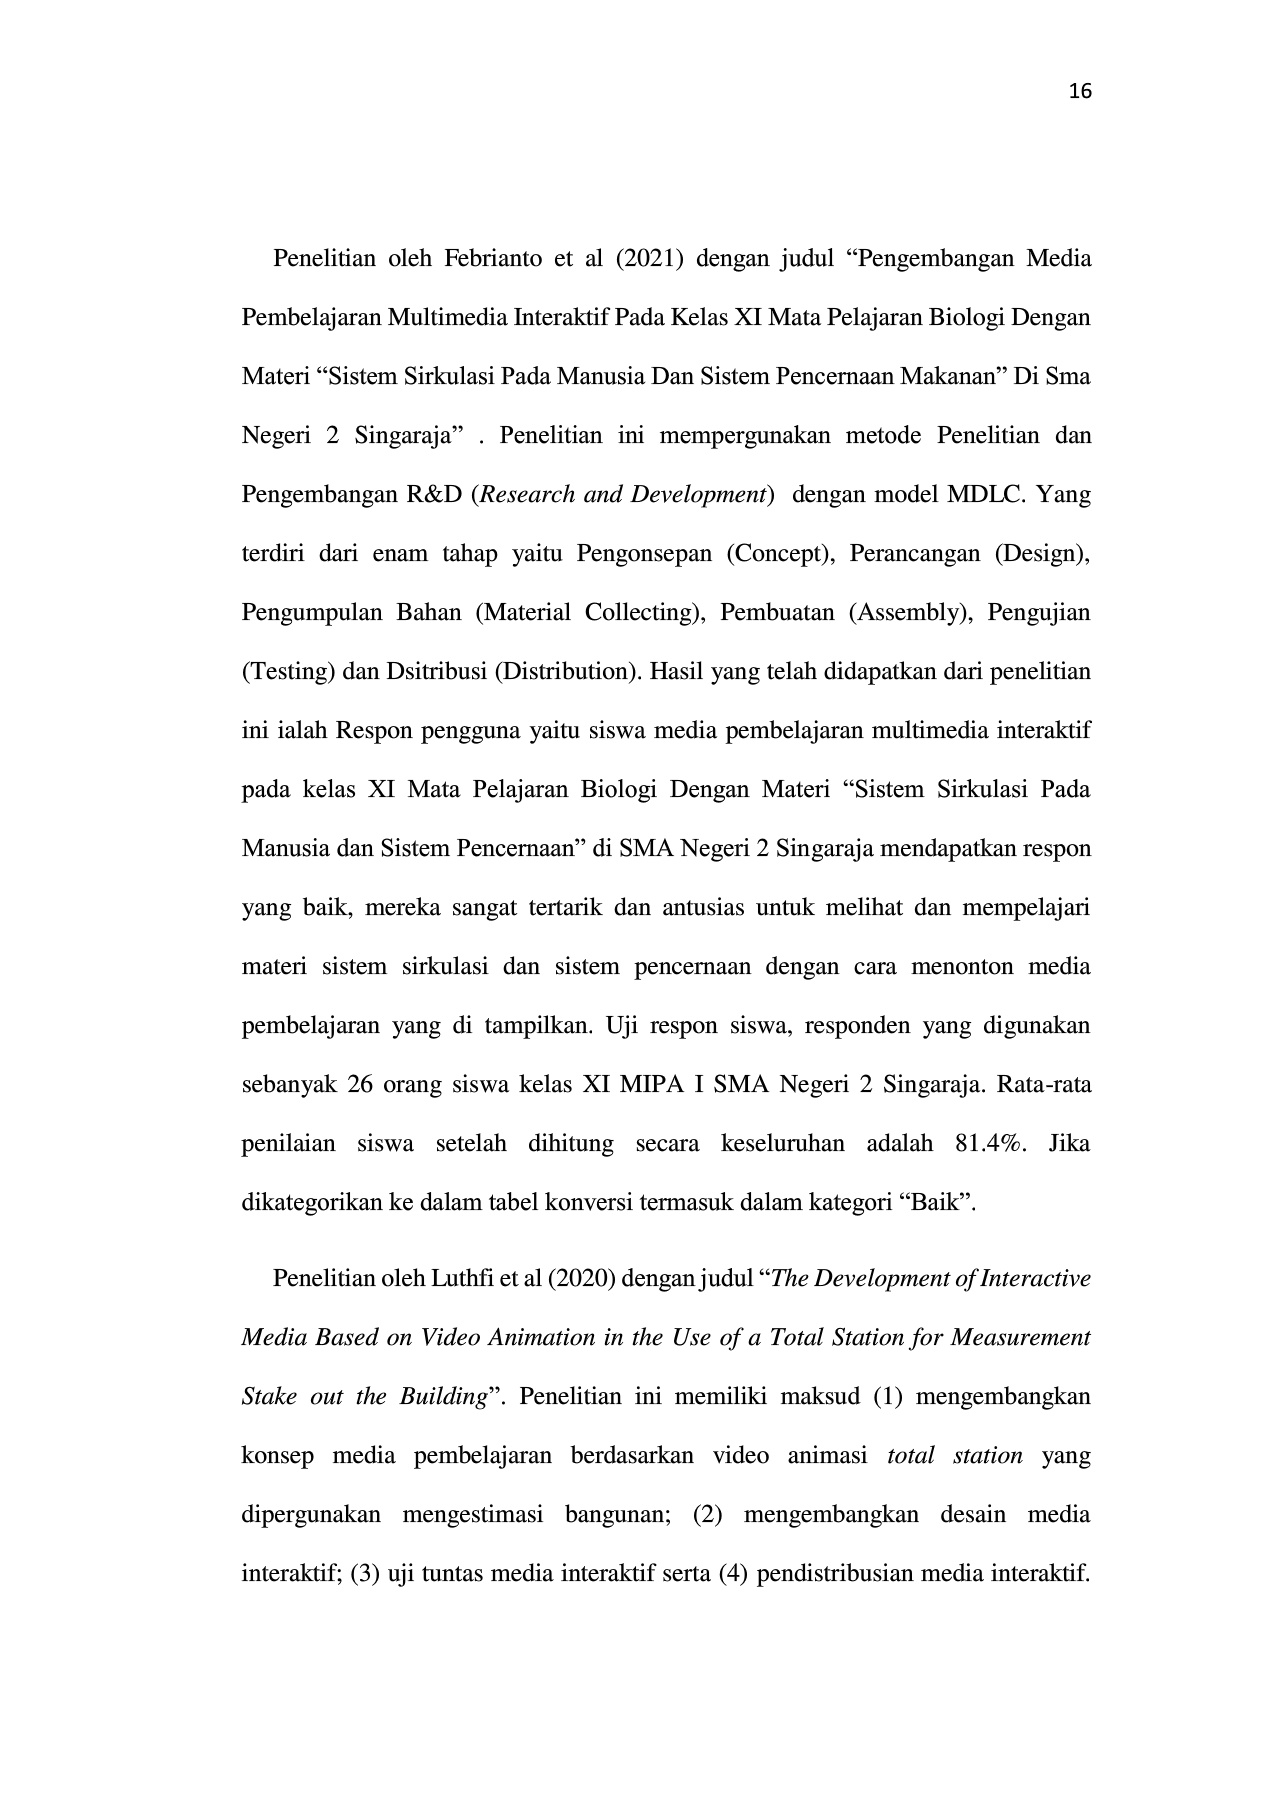 16
Penelitian oleh Febrianto et al (2021) dengan judul “Pengembangan Media
Pembelajaran Multimedia Interaktif Pada Kelas XI Mata Pelajaran Biologi Dengan
Materi “Sistem Sirkulasi Pada Manusia Dan Sistem Pencernaan Makanan” Di Sma
Negeri 2 Singaraja” . Penelitian ini mempergunakan metode Penelitian dan
Pengembangan R&D (Research and Development) dengan model MDLC. Yang
terdiri dari enam tahap yaitu Pengonsepan (Concept), Perancangan (Design),
Pengumpulan Bahan (Material Collecting), Pembuatan (Assembly), Pengujian
(Testing) dan Dsitribusi (Distribution). Hasil yang telah didapatkan dari penelitian
ini ialah Respon pengguna yaitu siswa media pembelajaran multimedia interaktif
pada kelas XI Mata Pelajaran Biologi Dengan Materi “Sistem Sirkulasi Pada
Manusia dan Sistem Pencernaan” di SMA Negeri 2 Singaraja mendapatkan respon
yang baik, mereka sangat tertarik dan antusias untuk melihat dan mempelajari
materi sistem sirkulasi dan sistem pencernaan dengan cara menonton media
pembelajaran yang di tampilkan. Uji respon siswa, responden yang digunakan
sebanyak 26 orang siswa kelas XI MIPA I SMA Negeri 2 Singaraja. Rata-rata
penilaian siswa setelah dihitung secara keseluruhan adalah 81.4%. Jika
dikategorikan ke dalam tabel konversi termasuk dalam kategori “Baik”.
Penelitian oleh Luthfi et al (2020) dengan judul “The Development of Interactive
Media Based on Video Animation in the Use of a Total Station for Measurement
Stake out the Building”. Penelitian ini memiliki maksud (1) mengembangkan
konsep media pembelajaran berdasarkan video animasi total station yang
dipergunakan mengestimasi bangunan; (2) mengembangkan desain media
interaktif; (3) uji tuntas media interaktif serta (4) pendistribusian media interaktif.